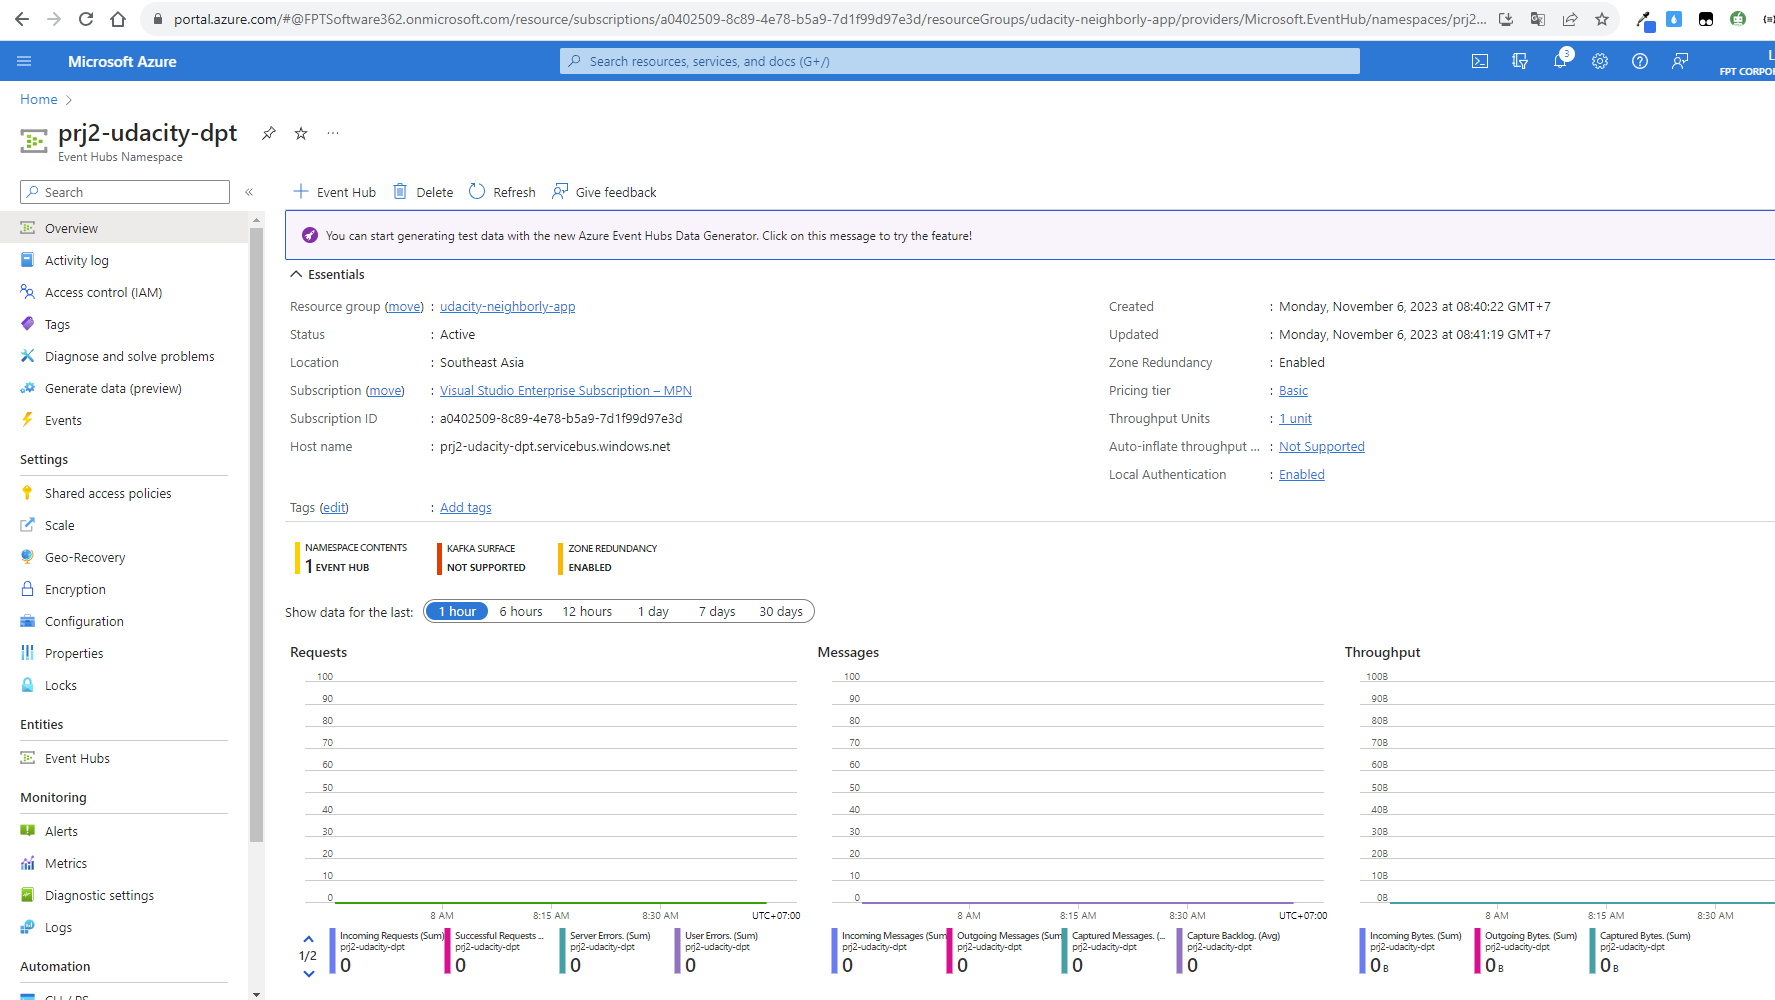 portal.azure.com/#@FPTSoftware362.onmicrosoft.com/resource/subscriptions/a0402509-8c89-4e78-b5a9-7d1f99d97e3d/resourceGroups/udacity-neighborly-app/providers/Microsoft.EventHub/namespaces/prj2...
Microsoft Azure
Search resources, services, and docs (G+/)
3
L
FPT CORPO
Home
prj2-udacity-dpt
Event Hubs Namespace
Search
Event Hub
Delete
Refresh
Give feedback
You can start generating test data with the new Azure Event Hubs Data Generator. Click on this message to try the feature!
Overview
Activity log
Access control (IAM)
Tags
Diagnose and solve problems
Generate data (preview)
Events
Settings
Shared access policies
Scale
Geo-Recovery
Encryption
Configuration
Properties
Locks
Entities
Event Hubs
Monitoring
Alerts
Metrics
Diagnostic settings
Logs
Automation
Essentials
Resource group (move) : udacity-neighborly-app
Status : Active
Location : Southeast Asia
Subscription (move) : Visual Studio Enterprise Subscription – MPN
Subscription ID : a0402509-8c89-4e78-b5a9-7d1f99d97e3d
Host name : prj2-udacity-dpt.servicebus.windows.net
Tags (edit) : Add tags
Created : Monday, November 6, 2023 at 08:40:22 GMT+7
Updated : Monday, November 6, 2023 at 08:41:19 GMT+7
Zone Redundancy : Enabled
Pricing tier : Basic
Throughput Units : 1 unit
Auto-inflate throughput ... : Not Supported
Local Authentication : Enabled
NAMESPACE CONTENTS
1 EVENT HUB
KAFKA SURFACE
NOT SUPPORTED
ZONE REDUNDANCY
ENABLED
Show data for the last: 1 hour 6 hours 12 hours 1 day 7 days 30 days
Requests
100
90
80
70
60
50
40
30
20
10
0
8 AM 8:15 AM 8:30 AM UTC+07:00
1/2
Incoming Requests (Sum)
prj2-udacity-dpt
0
Successful Requests ...
prj2-udacity-dpt
0
Server Errors. (Sum)
prj2-udacity-dpt
0
User Errors. (Sum)
prj2-udacity-dpt
0
Messages
100
90
80
70
60
50
40
30
20
10
0
8 AM 8:15 AM 8:30 AM UTC+07:00
Incoming Messages (Sum
prj2-udacity-dpt
0
Outgoing Messages (Sum
prj2-udacity-dpt
0
Captured Messages. (...
prj2-udacity-dpt
0
Capture Backlog. (Avg)
prj2-udacity-dpt
0
Throughput
100B
90B
80B
70B
60B
50B
40B
30B
20B
10B
0B
8 AM 8:15 AM 8:30 AM
Incoming Bytes. (Sum)
prj2-udacity-dpt
0 B
Outgoing Bytes. (Sum)
prj2-udacity-dpt
0 B
Captured Bytes. (Sum)
prj2-udacity-dpt
0 B